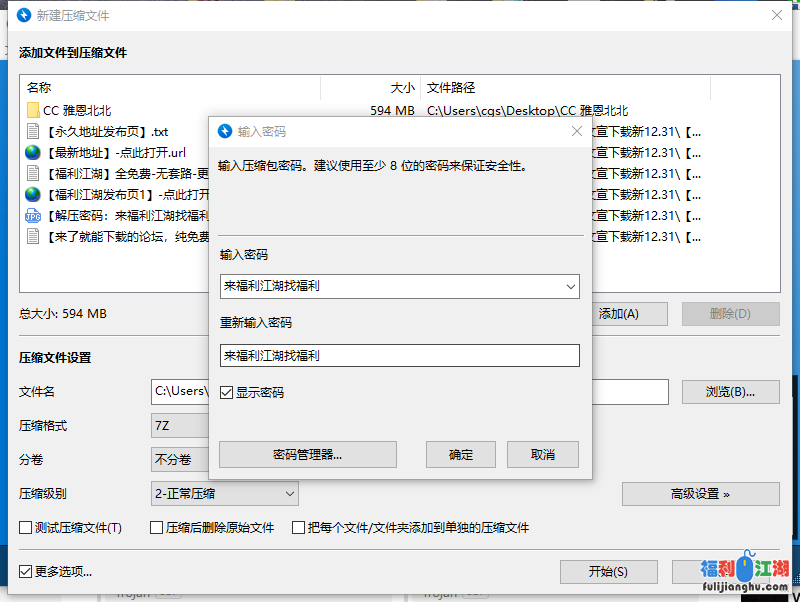 新建压缩文件
添加文件到压缩文件
名称 大小 文件路径
CC 雅恩北北 594 MB C:\Users\cgs\Desktop\CC 雅恩北北
【永久地址发布页】.txt 宣下载新12.31\【...
【最新地址】-点此打开.url 宣下载新12.31\【...
【福利江湖】全免费-无套路-更 宣下载新12.31\【...
【福利江湖发布页1】-点此打开 宣下载新12.31\【...
JPG 【解压密码：来福利江湖找福利 宣下载新12.31\【...
【来了就能下载的论坛，纯免费 宣下载新12.31\【...
输入密码
输入压缩包密码。建议使用至少 8 位的密码来保证安全性。
输入密码
来福利江湖找福利
重新输入密码
来福利江湖找福利
显示密码
密码管理器... 确定 取消
总大小: 594 MB 添加(A) 删除(D)
压缩文件设置
文件名 C:\Users\ 浏览(B)...
压缩格式 7Z
分卷 不分卷
压缩级别 2-正常压缩 高级设置 »
测试压缩文件(T) 压缩后删除原始文件 把每个文件/文件夹添加到单独的压缩文件
更多选项... 开始(S)
福利江湖
fulijianghu.com